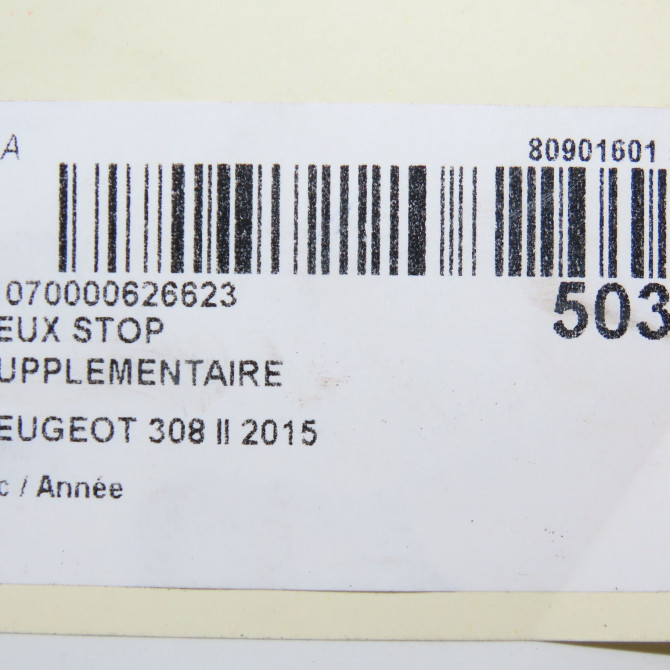 A 80901601
070000626623 503
EUX STOP
UPPLEMENTAIRE
EUGEOT 308 II 2015
c / Année